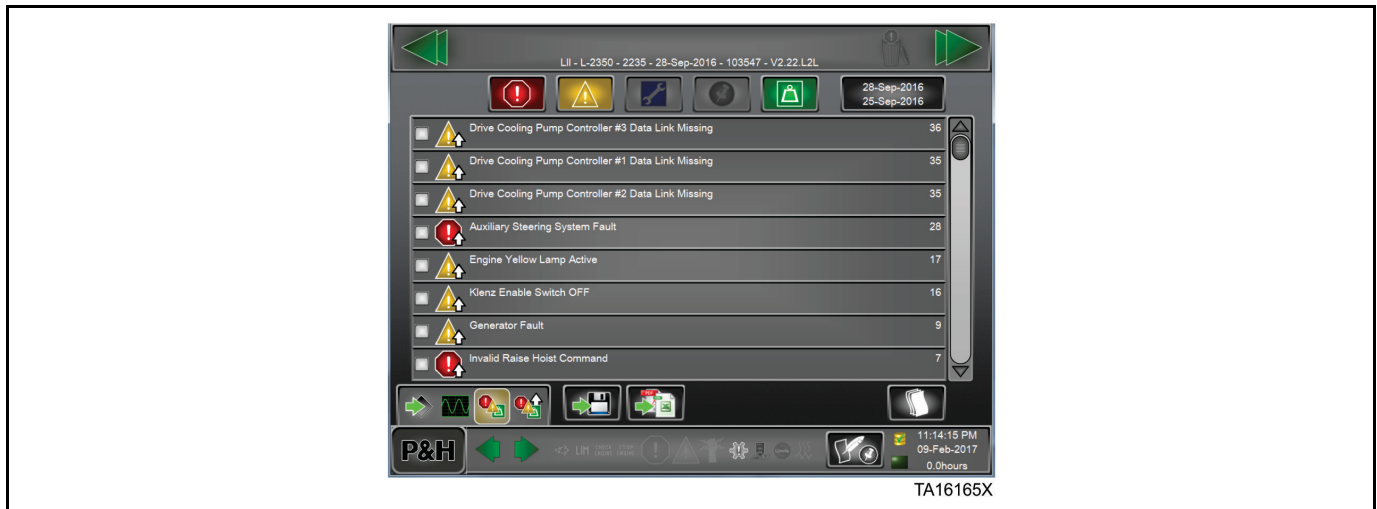 LII - L-2350 - 2235 - 28-Sep-2016 - 103547 - V2.22.L2L
28-Sep-2016
25-Sep-2016
Drive Cooling Pump Controller #3 Data Link Missing 36
Drive Cooling Pump Controller #1 Data Link Missing 35
Drive Cooling Pump Controller #2 Data Link Missing 35
Auxiliary Steering System Fault 28
Engine Yellow Lamp Active 17
Klenz Enable Switch OFF 16
Generator Fault 9
Invalid Raise Hoist Command 7
PDF
P&H
LIM
STOP
ENGINE
11:14:15 PM
09-Feb-2017
0.0hours
TA16165X